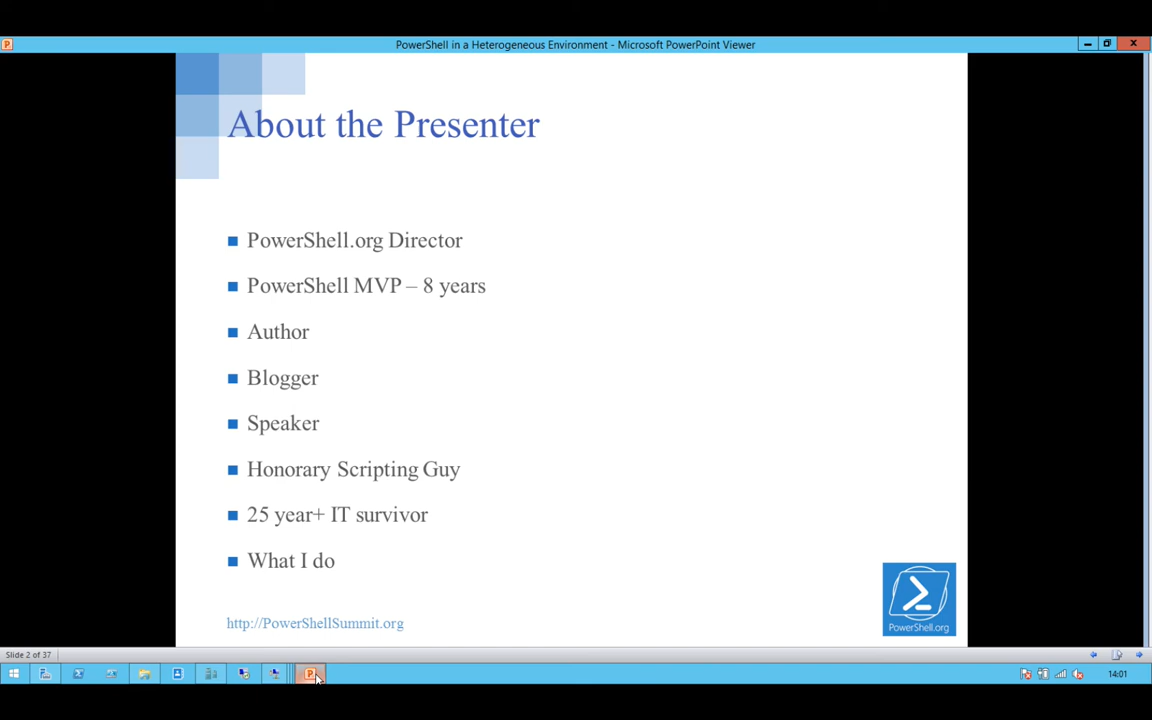 PowerShell in a Heterogeneous Environment - Microsoft PowerPoint Viewer
About the Presenter
PowerShell.org Director
PowerShell MVP – 8 years
Author
Blogger
Speaker
Honorary Scripting Guy
25 year+ IT survivor
What I do
http://PowerShellSummit.org
PowerShell.org
Slide 2 of 37
14:01